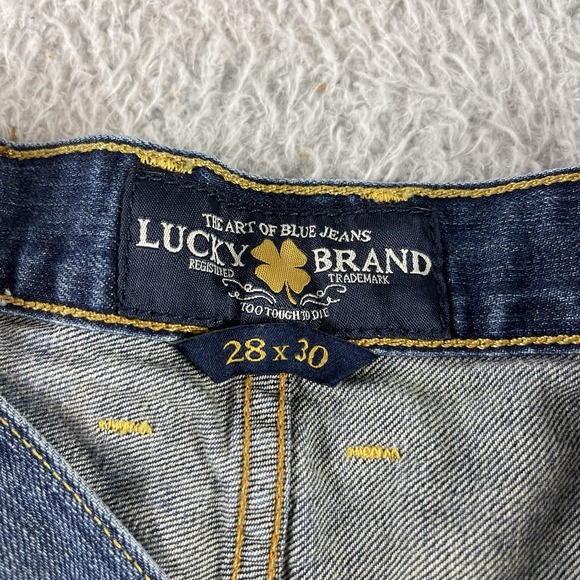 THE ART OF BLUE JEANS
LUCKY BRAND
REGISTERED TRADEMARK
TOO TOUGH TO DIE
28 x 30